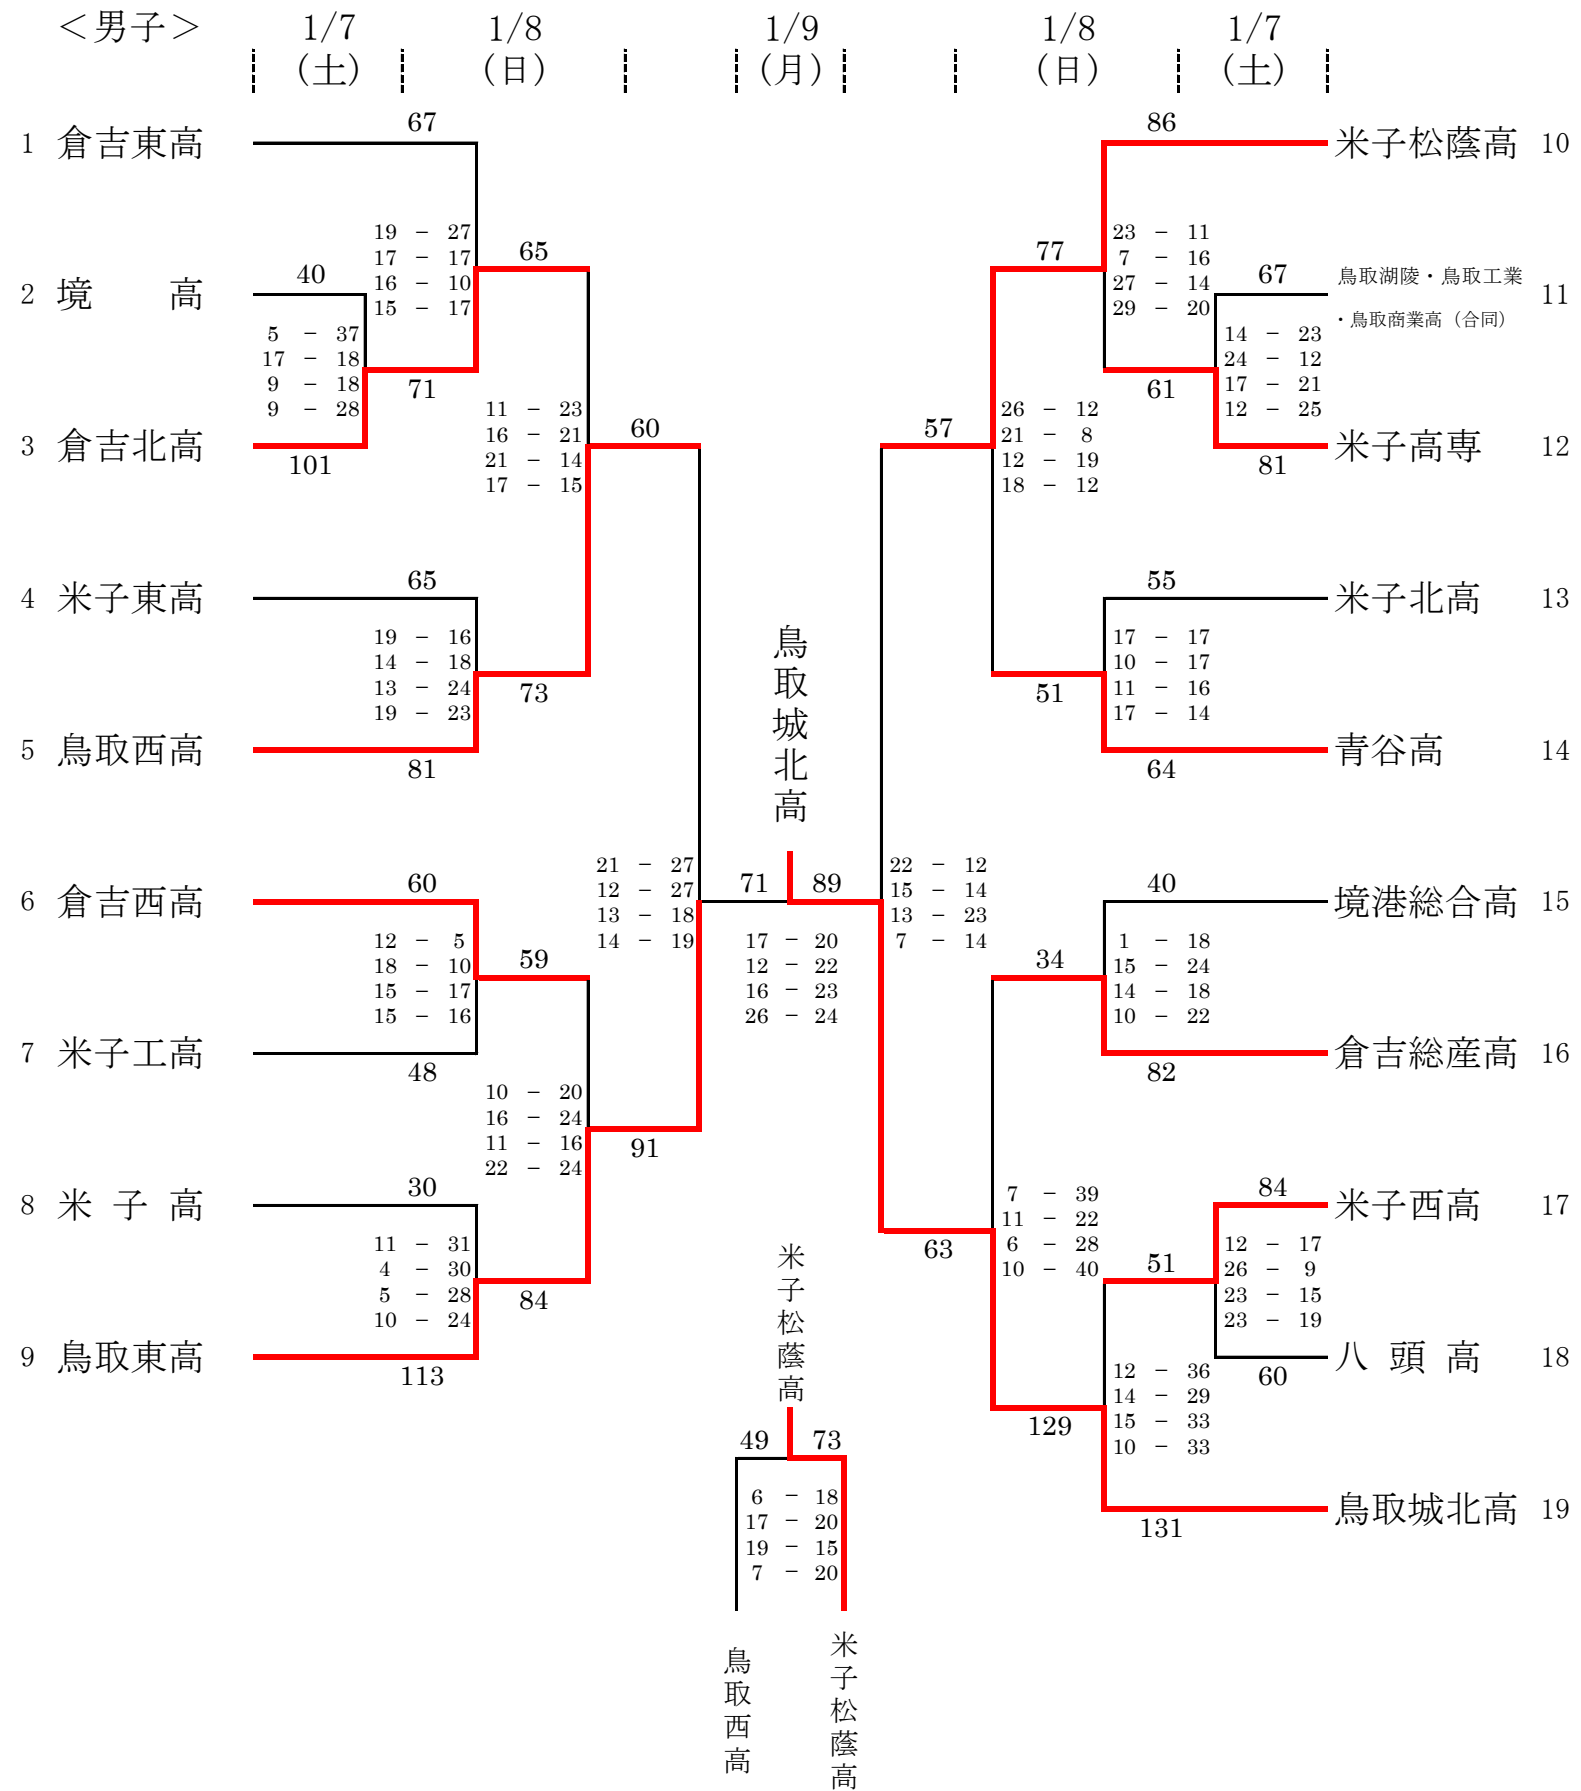 ＜男子＞
1/7
(土)
1/8
(日)
1/9
(月)
1/8
(日)
1/7
(土)
1 倉吉東高
67
19 − 27
17 − 17
16 − 10
15 − 17
65
2 境　高
40
5 − 37
17 − 18
9 − 18
9 − 28
71
3 倉吉北高
101
11 − 23
16 − 21
21 − 14
17 − 15
60
4 米子東高
65
19 − 16
14 − 18
13 − 24
19 − 23
73
5 鳥取西高
81
21 − 27
12 − 27
13 − 18
14 − 19
6 倉吉西高
60
12 − 5
18 − 10
15 − 17
15 − 16
59
7 米子工高
48
10 − 20
16 − 24
11 − 16
22 − 24
91
8 米子高
30
11 − 31
4 − 30
5 − 28
10 − 24
84
9 鳥取東高
113
鳥取城北高
71 89
17 − 20
12 − 22
16 − 23
26 − 24
86
米子松蔭高 10
77
23 − 11
7 − 16
27 − 14
29 − 20
67
鳥取湖陵・鳥取工業
・鳥取商業高（合同）
11
14 − 23
24 − 12
17 − 21
12 − 25
61
81
米子高専 12
57
26 − 12
21 − 8
12 − 19
18 − 12
55
米子北高 13
17 − 17
10 − 17
11 − 16
17 − 14
51
64
青谷高 14
22 − 12
15 − 14
13 − 23
7 − 14
40
境港総合高 15
34
1 − 18
15 − 24
14 − 18
10 − 22
82
倉吉総産高 16
63
7 − 39
11 − 22
6 − 28
10 − 40
84
米子西高 17
51
12 − 17
26 − 9
23 − 15
23 − 19
60
八頭高 18
129
12 − 36
14 − 29
15 − 33
10 − 33
131
鳥取城北高 19
米子松蔭高
49 73
6 − 18
17 − 20
19 − 15
7 − 20
鳥取西高
米子松蔭高